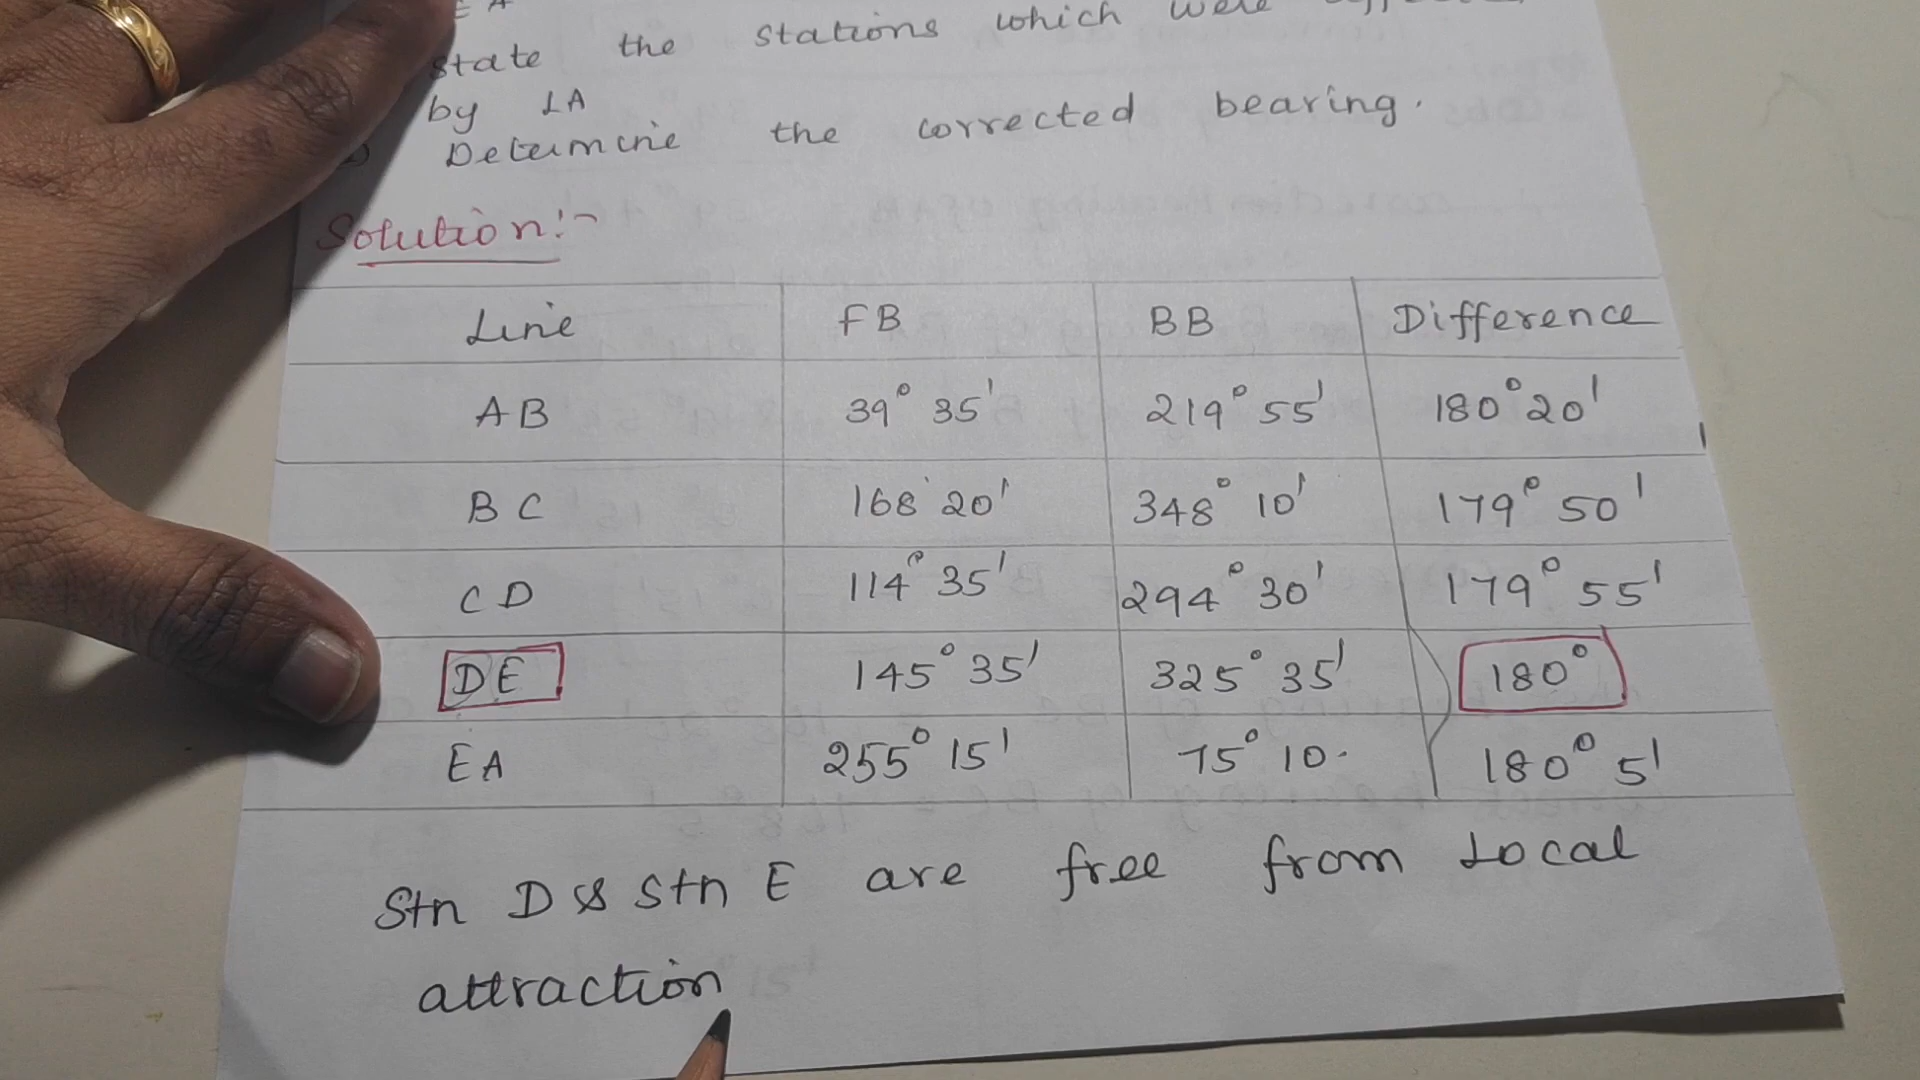 state the stations which were
by LA
Determine the corrected bearing.
Solution:-
Line FB BB Difference
AB 39° 35' 219° 55' 180° 20'
BC 168° 20' 348° 10' 179° 50'
CD 114° 35' 294° 30' 179° 55'
DE 145° 35' 325° 35' 180°
EA 255° 15' 75° 10. 180° 5'
Stn D & Stn E are free from Local
attraction